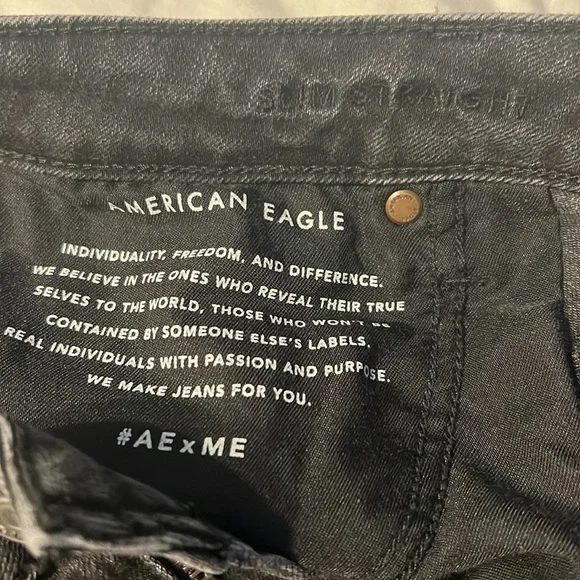 SLIM STRAIGHT
AMERICAN EAGLE
INDIVIDUALITY, FREEDOM, AND DIFFERENCE.
WE BELIEVE IN THE ONES WHO REVEAL THEIR TRUE
SELVES TO THE WORLD, THOSE WHO WON'T BE
CONTAINED BY SOMEONE ELSE'S LABELS,
REAL INDIVIDUALS WITH PASSION AND PURPOSE.
WE MAKE JEANS FOR YOU.
#AExME